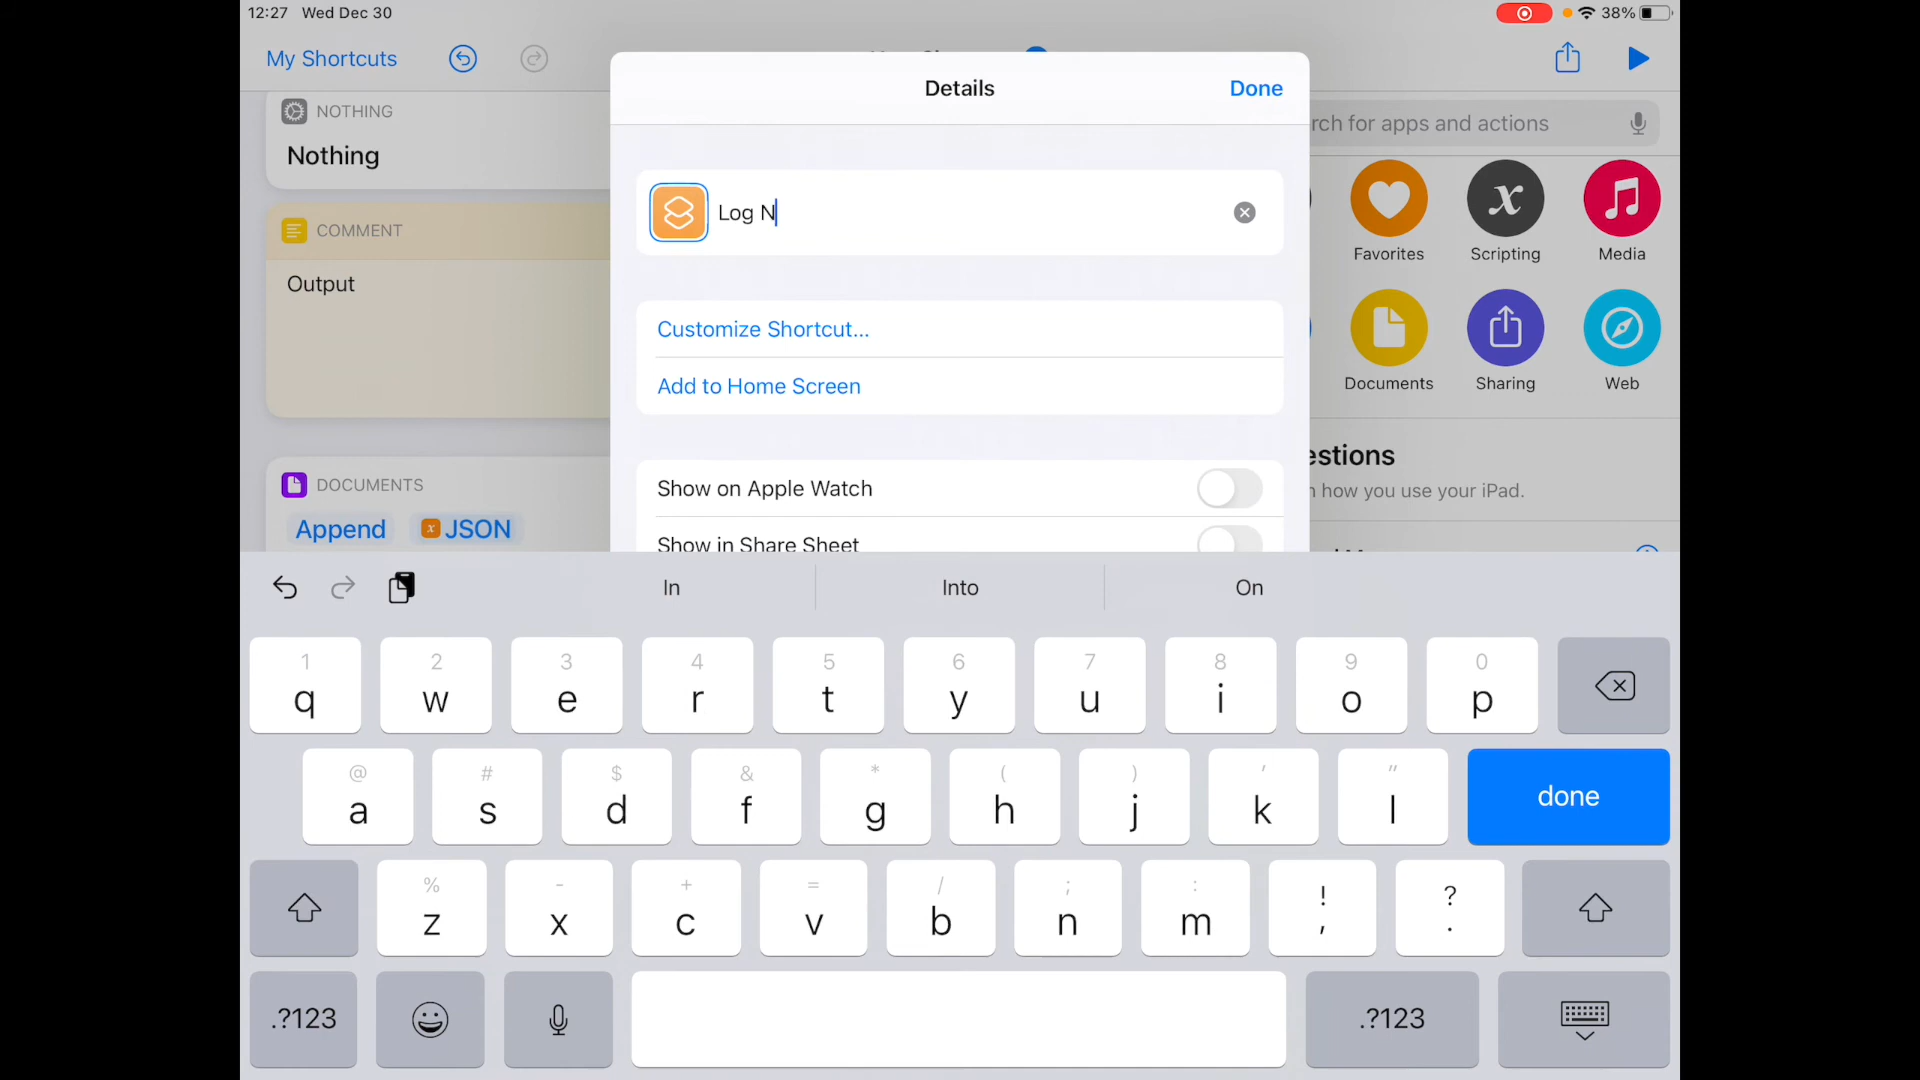 12:27 Wed Dec 30
38%
My Shortcuts
Details
Done
NOTHING
Nothing
rch for apps and actions
Log N
COMMENT
Output
Favorites
Scripting
Media
Customize Shortcut...
Add to Home Screen
Documents
Sharing
Web
estions
how you use your iPad.
DOCUMENTS
Append JSON
Show on Apple Watch
Show in Share Sheet
In
Into
On
1 2 3 4 5 6 7 8 9 0
q w e r t y u i o p
@ # $ & * ( ) ' "
a s d f g h j k l done
% - + = / ; : ! ?
z x c v b n m , .
.?123 .?123